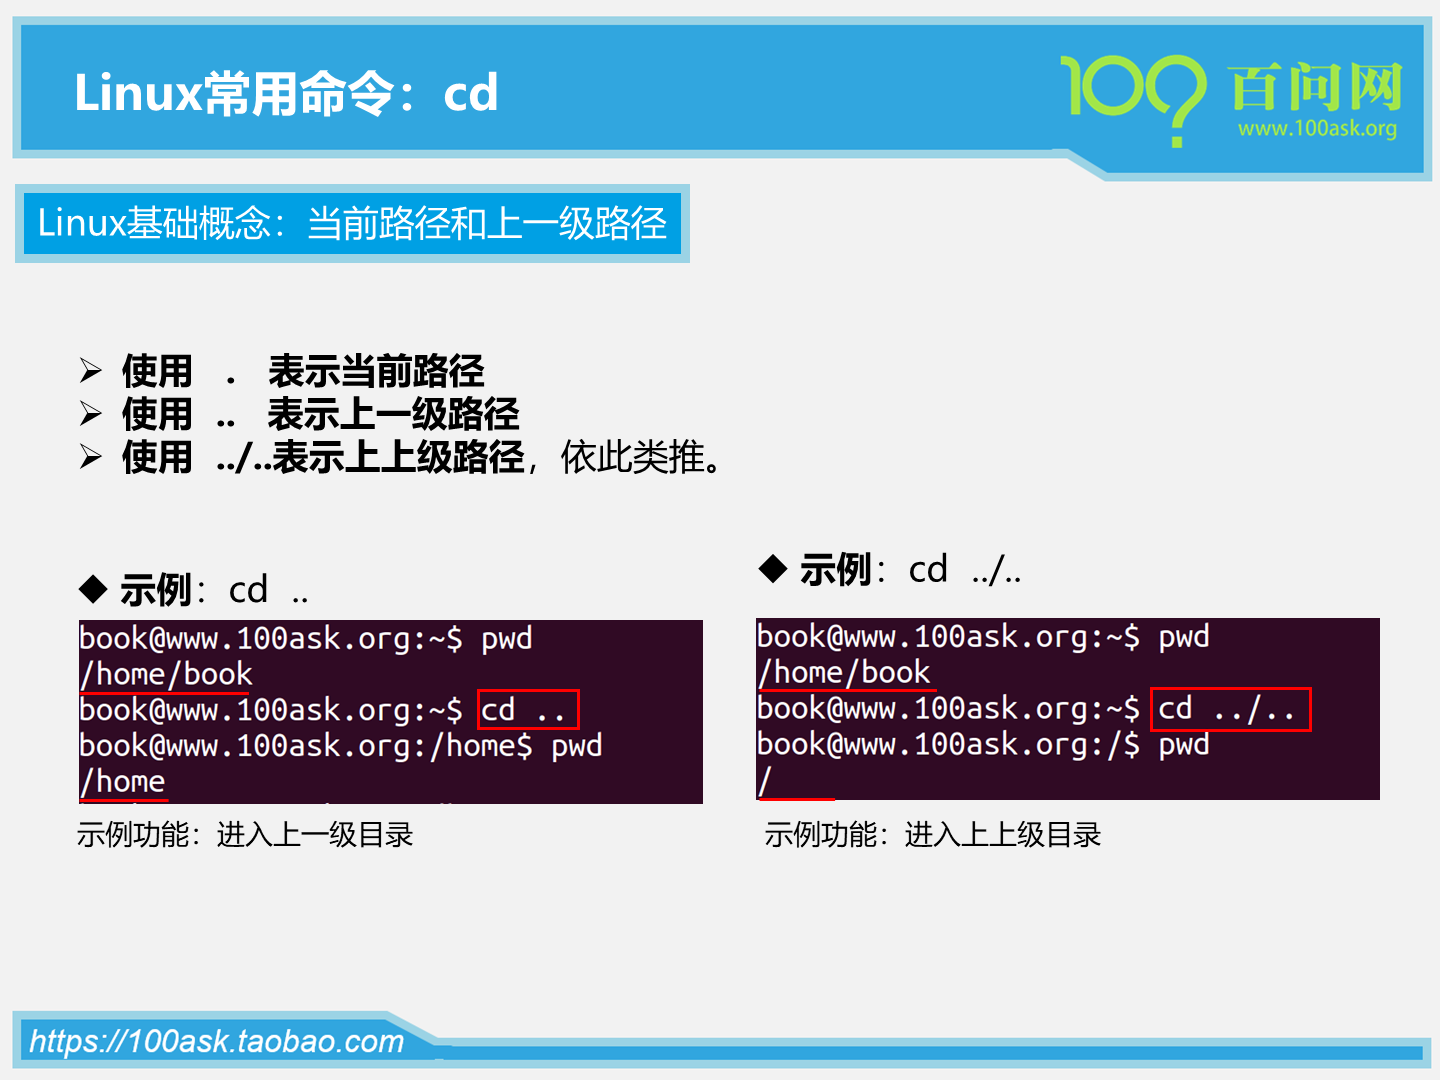 Linux常用命令：cd
100?
百问网
www.100ask.org
Linux基础概念：当前路径和上一级路径
使用 . 表示当前路径
使用 .. 表示上一级路径
使用 ../..表示上上级路径，依此类推。
示例：cd ..
book@www.100ask.org:~$ pwd
/home/book
book@www.100ask.org:~$ cd ..
book@www.100ask.org:/home$ pwd
/home
示例功能：进入上一级目录
示例：cd ../..
book@www.100ask.org:~$ pwd
/home/book
book@www.100ask.org:~$ cd ../..
book@www.100ask.org:/$ pwd
/
示例功能：进入上上级目录
https://100ask.taobao.com